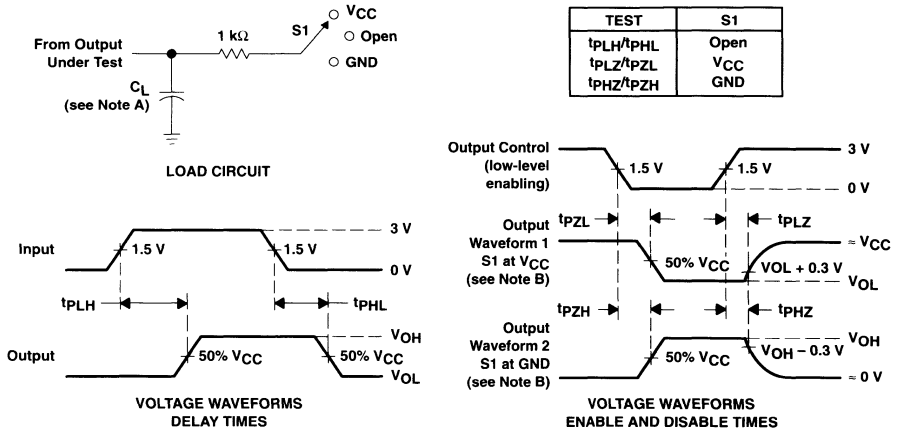 From Output
Under Test
1 kΩ
S1
VCC
Open
GND
CL
(see Note A)
LOAD CIRCUIT
TEST S1
tPLH/tPHL Open
tPLZ/tPZL VCC
tPHZ/tPZH GND
Input
1.5 V
1.5 V
3 V
0 V
tPLH
tPHL
Output
50% VCC
50% VCC
VOH
VOL
VOLTAGE WAVEFORMS
DELAY TIMES
Output Control
(low-level
enabling)
1.5 V
1.5 V
3 V
0 V
tPZL
tPLZ
Output
Waveform 1
S1 at VCC
(see Note B)
50% VCC
≈ VCC
VOL + 0.3 V
VOL
tPZH
tPHZ
Output
Waveform 2
S1 at GND
(see Note B)
50% VCC
VOH
VOH − 0.3 V
≈ 0 V
VOLTAGE WAVEFORMS
ENABLE AND DISABLE TIMES